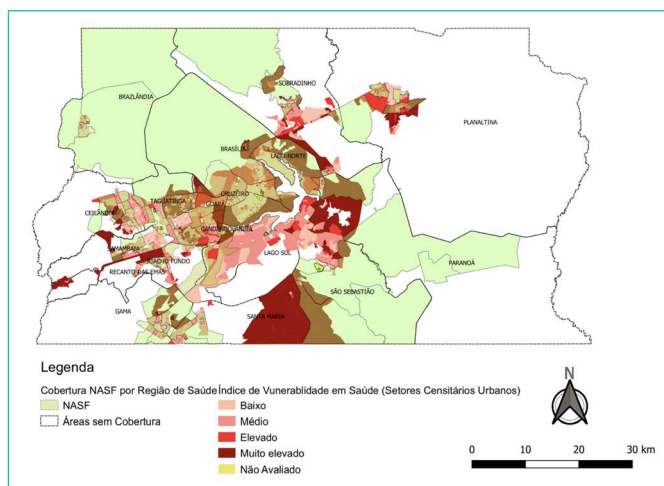 SOBRADINHO
BRAZLÂNDIA
PLANALTINA
BRASÍLIA
LAGO NORTE
CRUZEIRO
TAGUATINGA
GUARÁ
CEILÂNDIA
CANDANGOLÂNDIA
SAMAMBAIA
LAGO SUL
RIACHO FUNDO
PARANOÁ
RECANTO DAS EMAS
SÃO SEBASTIÃO
GAMA
SANTA MARIA
Legenda
Cobertura NASF por Região de Saúde
Índice de Vunerablidade em Saúde (Setores Censitários Urbanos)
NASF
Áreas sem Cobertura
Baixo
Médio
Elevado
Muito elevado
Não Avaliado
N
0 10 20 30 km